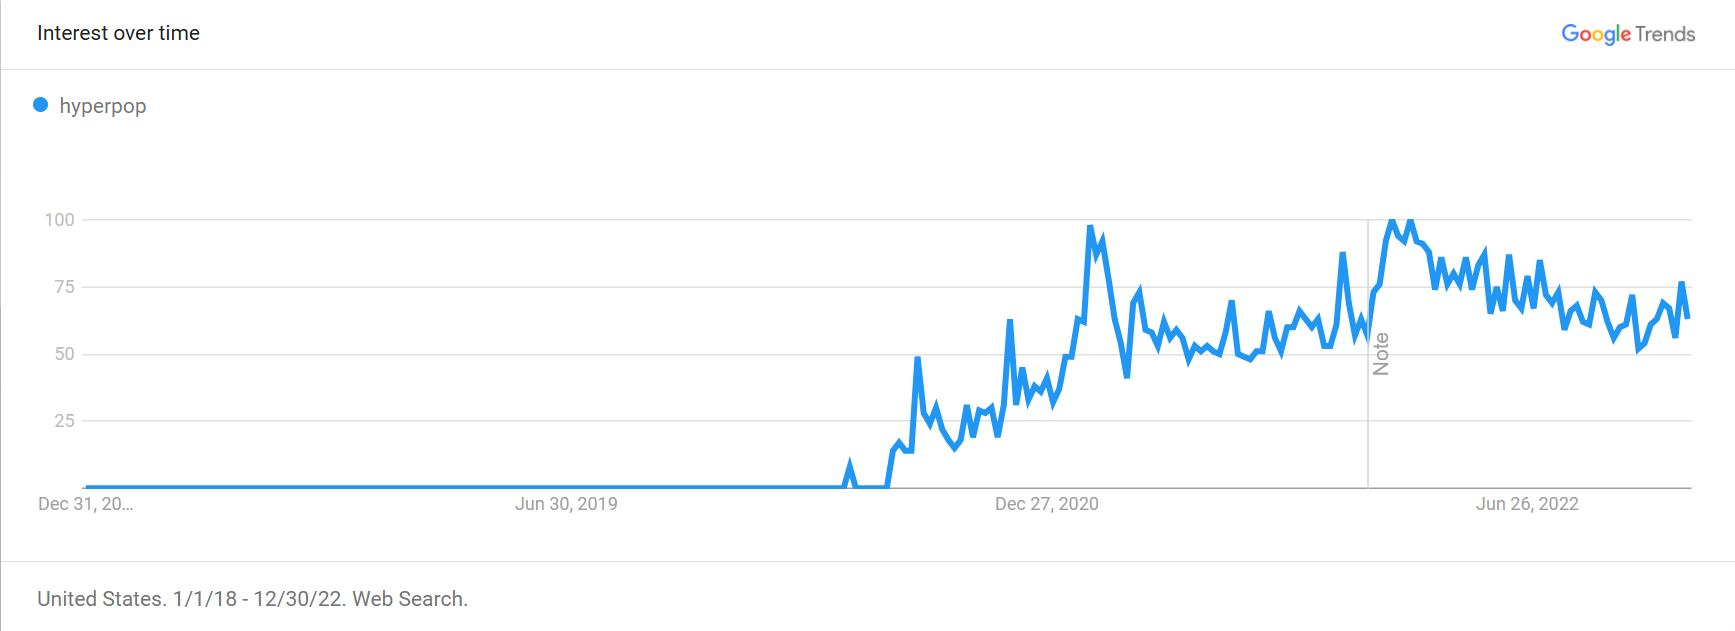 Interest over time
Google Trends
hyperpop
100
75
50
25
Note
Dec 31, 20...
Jun 30, 2019
Dec 27, 2020
Jun 26, 2022
United States. 1/1/18 - 12/30/22. Web Search.